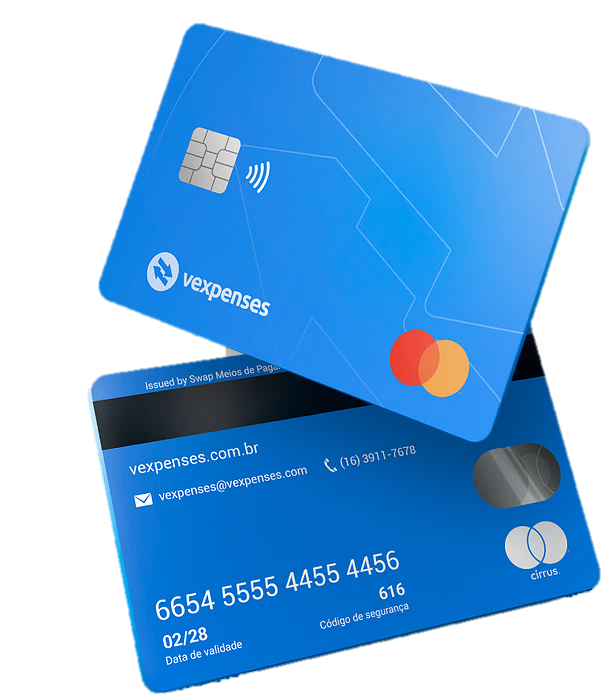 vexpenses
Issued by Swap Meios de Paga
vexpenses.com.br
vexpenses@vexpenses.com
(16) 3911-7678
6654 5555 4455 4456
616
02/28
Código de segurança
Data de validade
cirrus